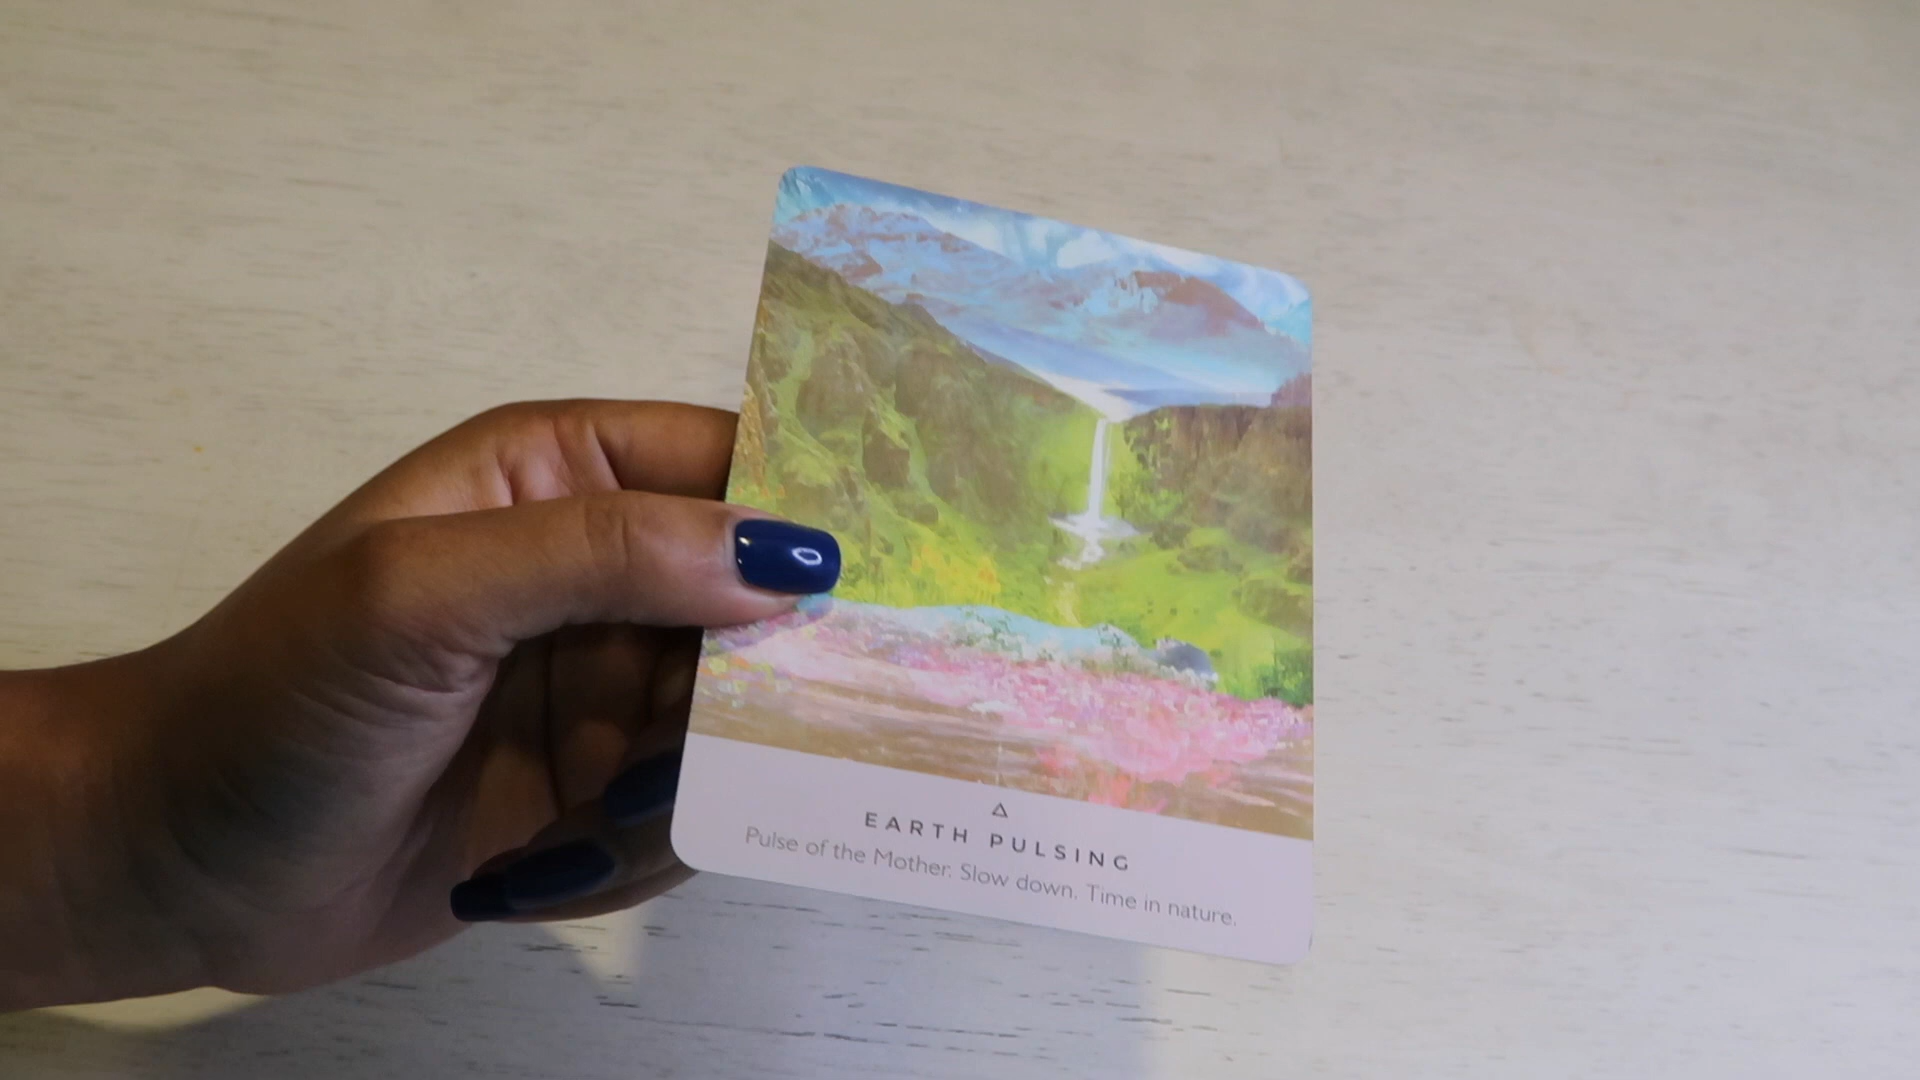 EARTH PULSING
Pulse of the Mother. Slow down. Time in nature.